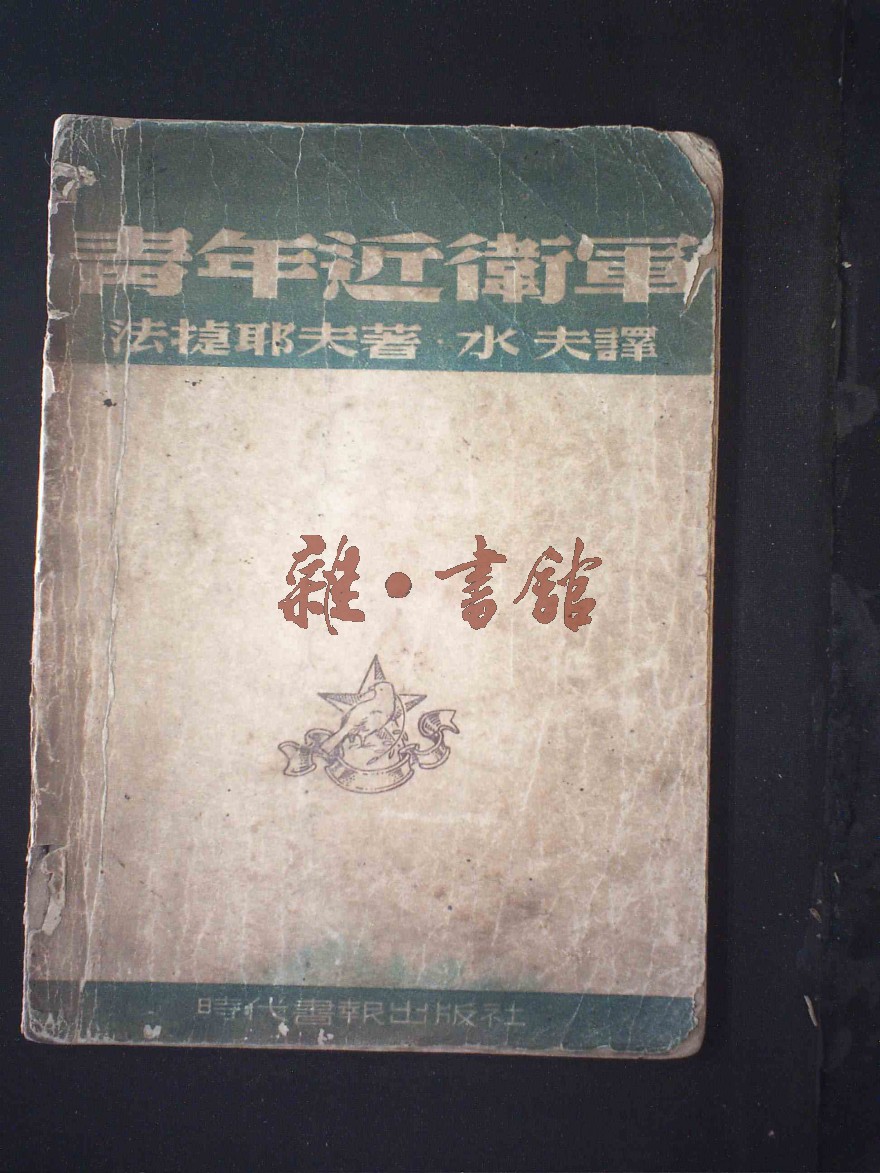 青年近衛軍
法捷耶夫著·水夫譯
雜·書館
時代書報出版社